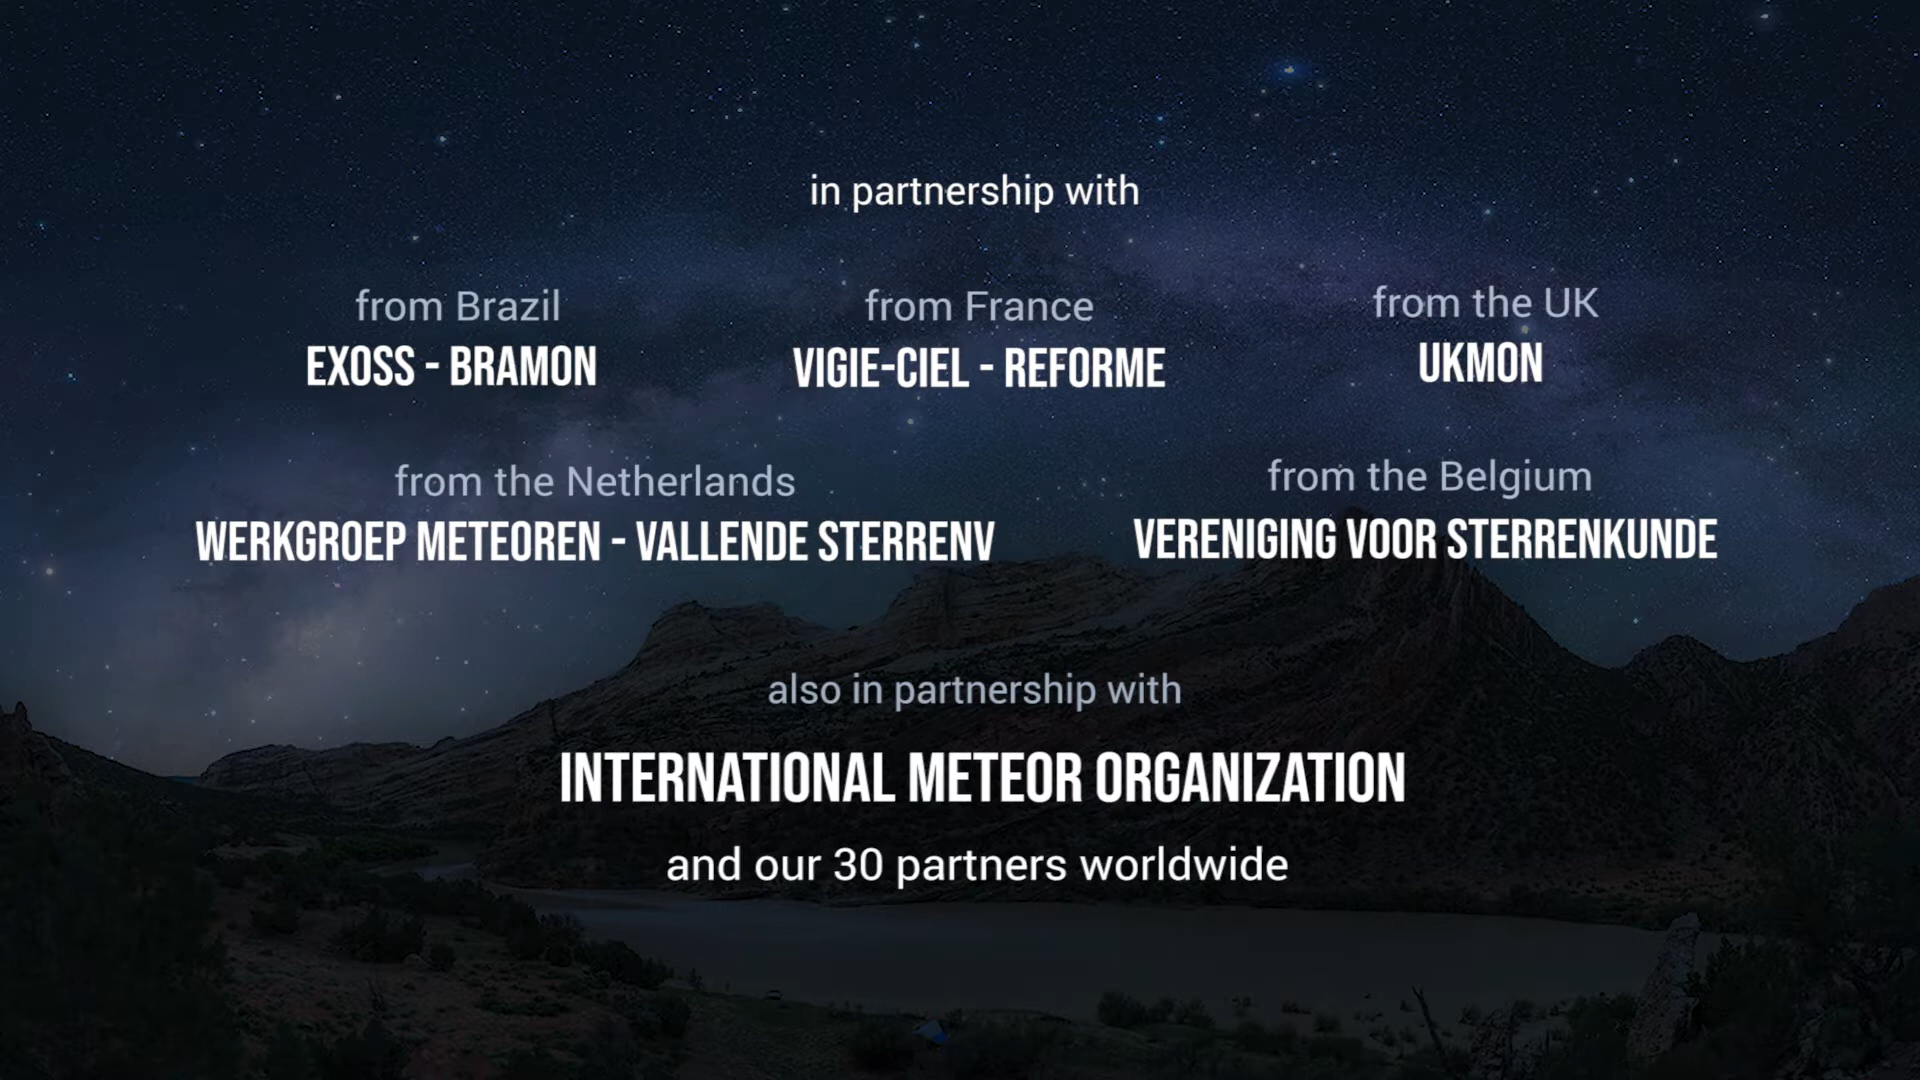 in partnership with
from Brazil
EXOSS - BRAMON
from France
VIGIE-CIEL - REFORME
from the UK
UKMON
from the Netherlands
WERKGROEP METEOREN - VALLENDE STERRENV
from the Belgium
VERENIGING VOOR STERRENKUNDE
also in partnership with
INTERNATIONAL METEOR ORGANIZATION
and our 30 partners worldwide